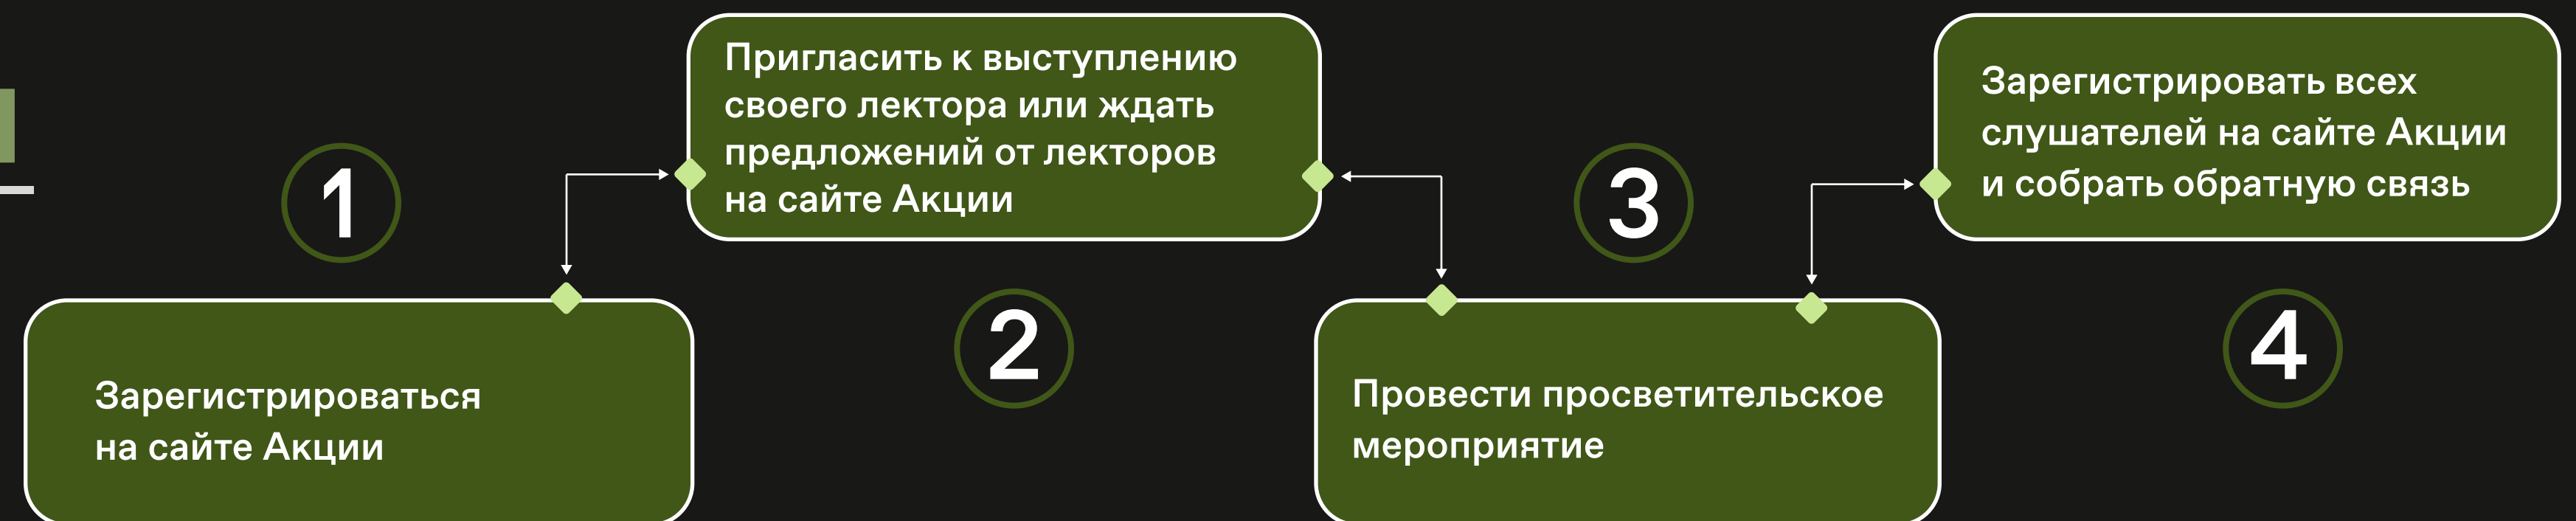 1
Зарегистрироваться
на сайте Акции
Пригласить к выступлению
своего лектора или ждать
предложений от лекторов
на сайте Акции
2
3
Провести просветительское
мероприятие
Зарегистрировать всех
слушателей на сайте Акции
и собрать обратную связь
4